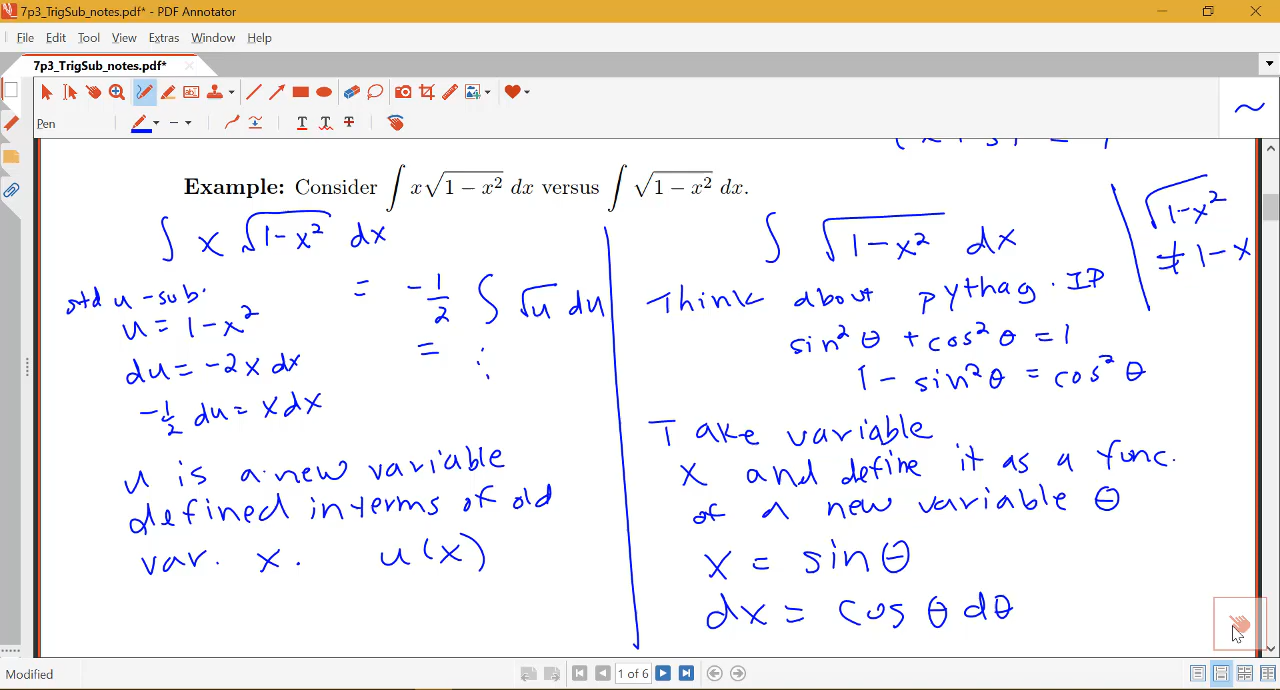 7p3_TrigSub_notes.pdf* - PDF Annotator
File Edit Tool View Extras Window Help
7p3_TrigSub_notes.pdf*
Pen
Example: Consider ∫ x√(1 − x²) dx versus ∫ √(1 − x²) dx.
∫ x √(1-x²) dx
std u-sub.
= -1/2 ∫ √u du
u = 1-x²
= ⋮
du = -2x dx
-1/2 du = x dx
u is a new variable
defined in terms of old
var. x. u(x)
∫ √(1-x²) dx
√(1-x²)
≠ 1-x
Think about pythag. ID
sin²θ + cos²θ = 1
1 - sin²θ = cos²θ
Take variable
x and define it as a func.
of a new variable θ
x = sinθ
dx = cosθ dθ
Modified
1 of 6